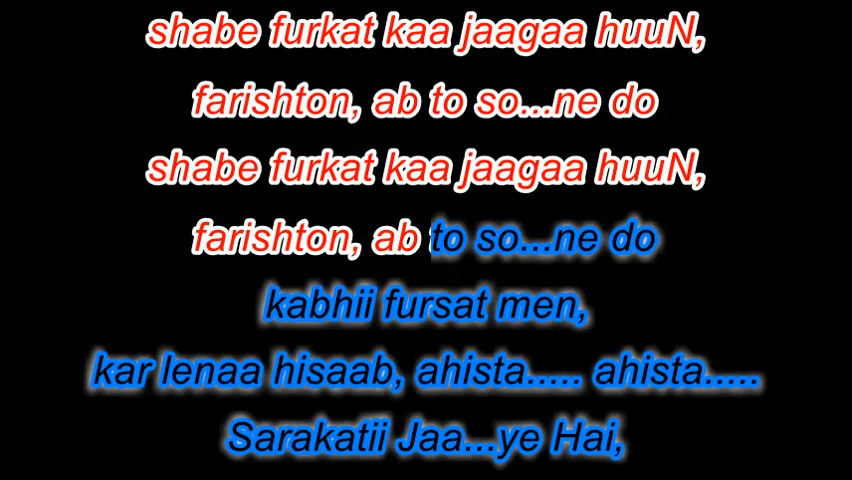 shabe furkat kaa jaagaa huuN,
farishton, ab to so...ne do
shabe furkat kaa jaagaa huuN,
farishton, ab to so...ne do
kabhii fursat men,
kar lenaa hisaab, ahista..... ahista.....
Sarakatii Jaa...ye Hai,